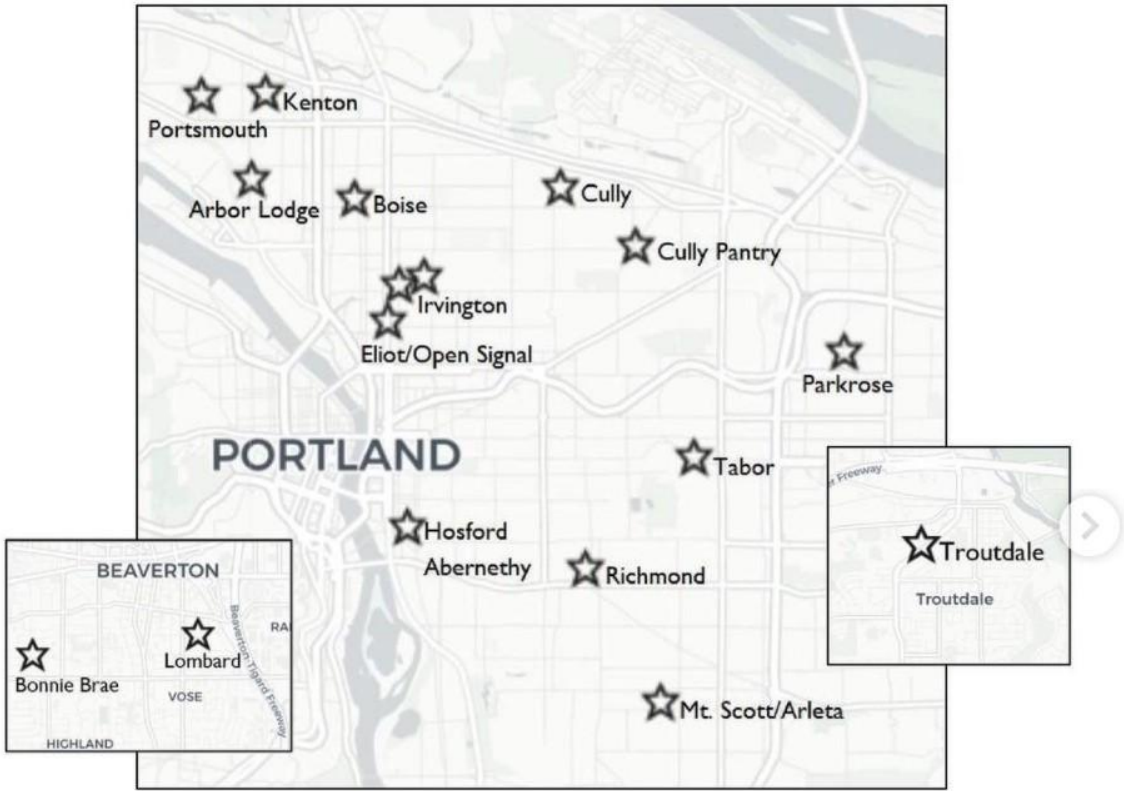 Kenton
Portsmouth
Arbor Lodge
Boise
Cully
Cully Pantry
Irvington
Eliot/Open Signal
Parkrose
PORTLAND
Tabor
Hosford
Abernethy
Richmond
Mt. Scott/Arleta
BEAVERTON
Beaverton-Tigard Freeway
Lombard
Bonnie Brae
VOSE
HIGHLAND
Freeway
Troutdale
Troutdale